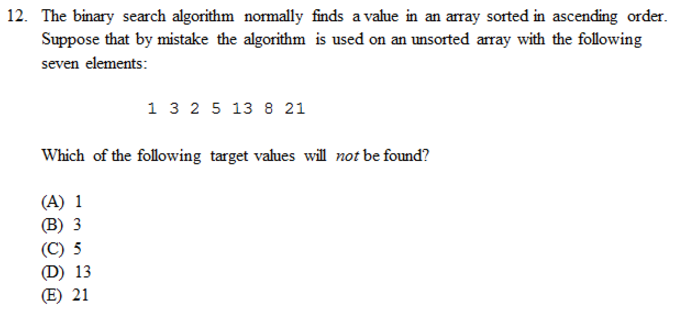 12. The binary search algorithm normally finds a value in an array sorted in ascending order.
Suppose that by mistake the algorithm is used on an unsorted array with the following
seven elements:
1 3 2 5 13 8 21
Which of the following target values will not be found?
(A) 1
(B) 3
(C) 5
(D) 13
(E) 21